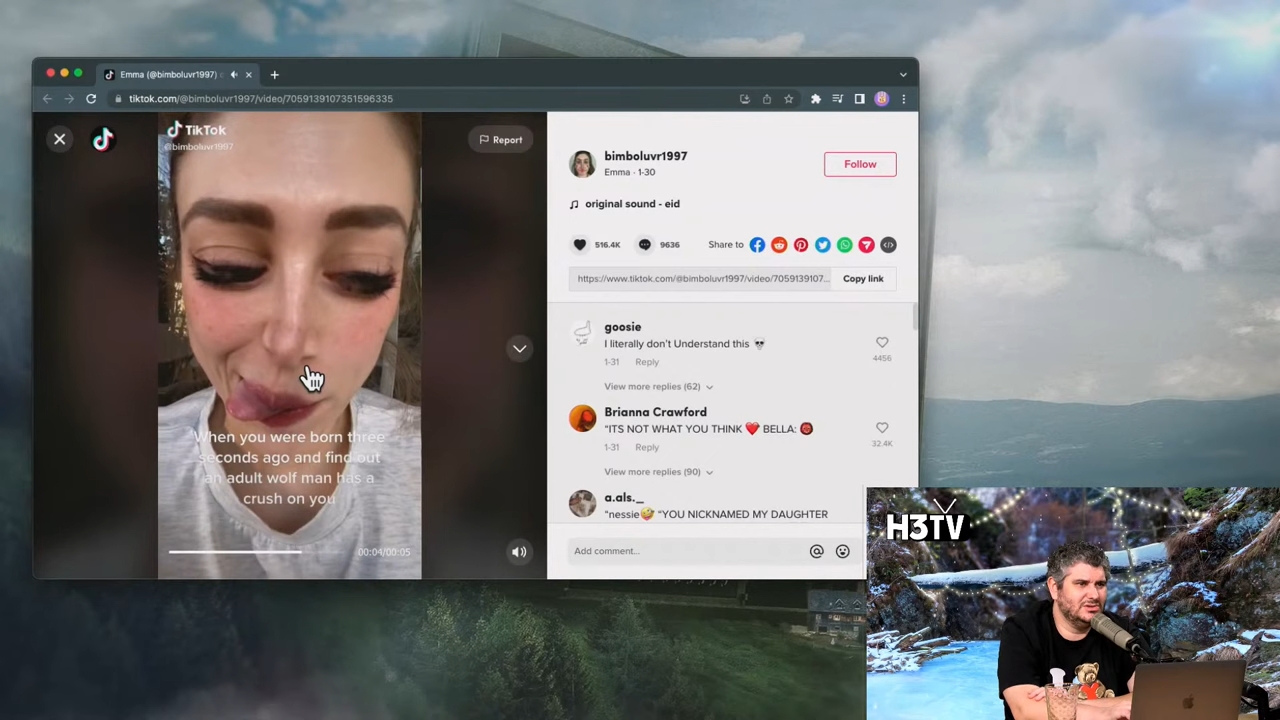 Emma (@bimboluvr1997)
tiktok.com/@bimboluvr1997/video/7059139107351596335
TikTok
@bimboluvr1997
Report
When you were born three
seconds ago and find out
an adult wolf man has a
crush on you
00:04/00:05
bimboluvr1997
Emma · 1-30
Follow
original sound - eid
516.4K
9636
Share to
https://www.tiktok.com/@bimboluvr1997/video/7059139107...
Copy link
goosie
I literally don't Understand this 💀
1-31 Reply
4456
View more replies (62)
Brianna Crawford
"ITS NOT WHAT YOU THINK ❤️ BELLA: 👹
1-31 Reply
32.4K
View more replies (90)
a.als._
"nessie🤪 "YOU NICKNAMED MY DAUGHTER
Add comment...
H3TV